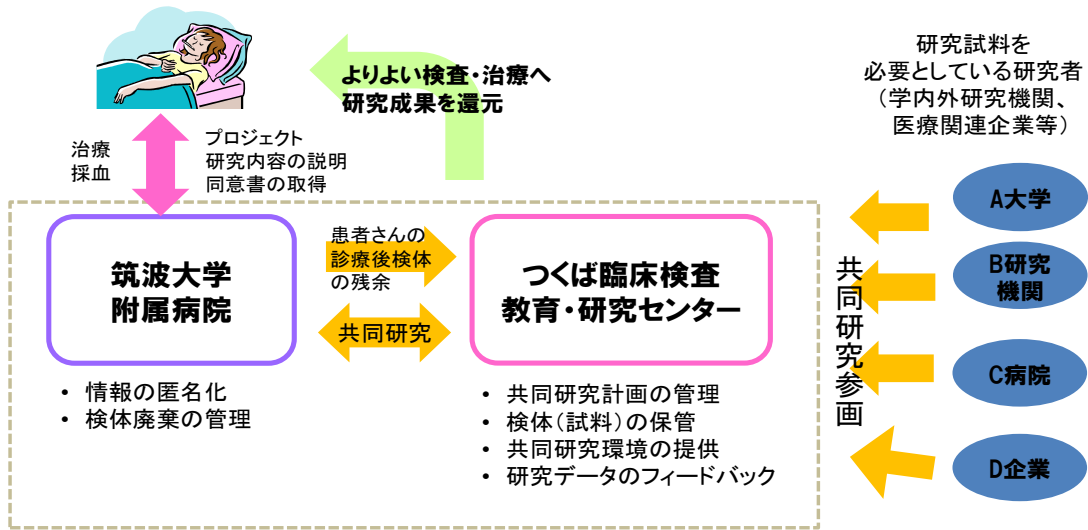 よりよい検査・治療へ
研究成果を還元
治療
採血
プロジェクト
研究内容の説明
同意書の取得
研究試料を
必要としている研究者
（学内外研究機関、
医療関連企業等）
筑波大学
附属病院
患者さんの
診療後検体
の残余
共同研究
つくば臨床検査
教育・研究センター
• 情報の匿名化
• 検体廃棄の管理
• 共同研究計画の管理
• 検体（試料）の保管
• 共同研究環境の提供
• 研究データのフィードバック
共同研究参画
A大学
B研究
機関
C病院
D企業